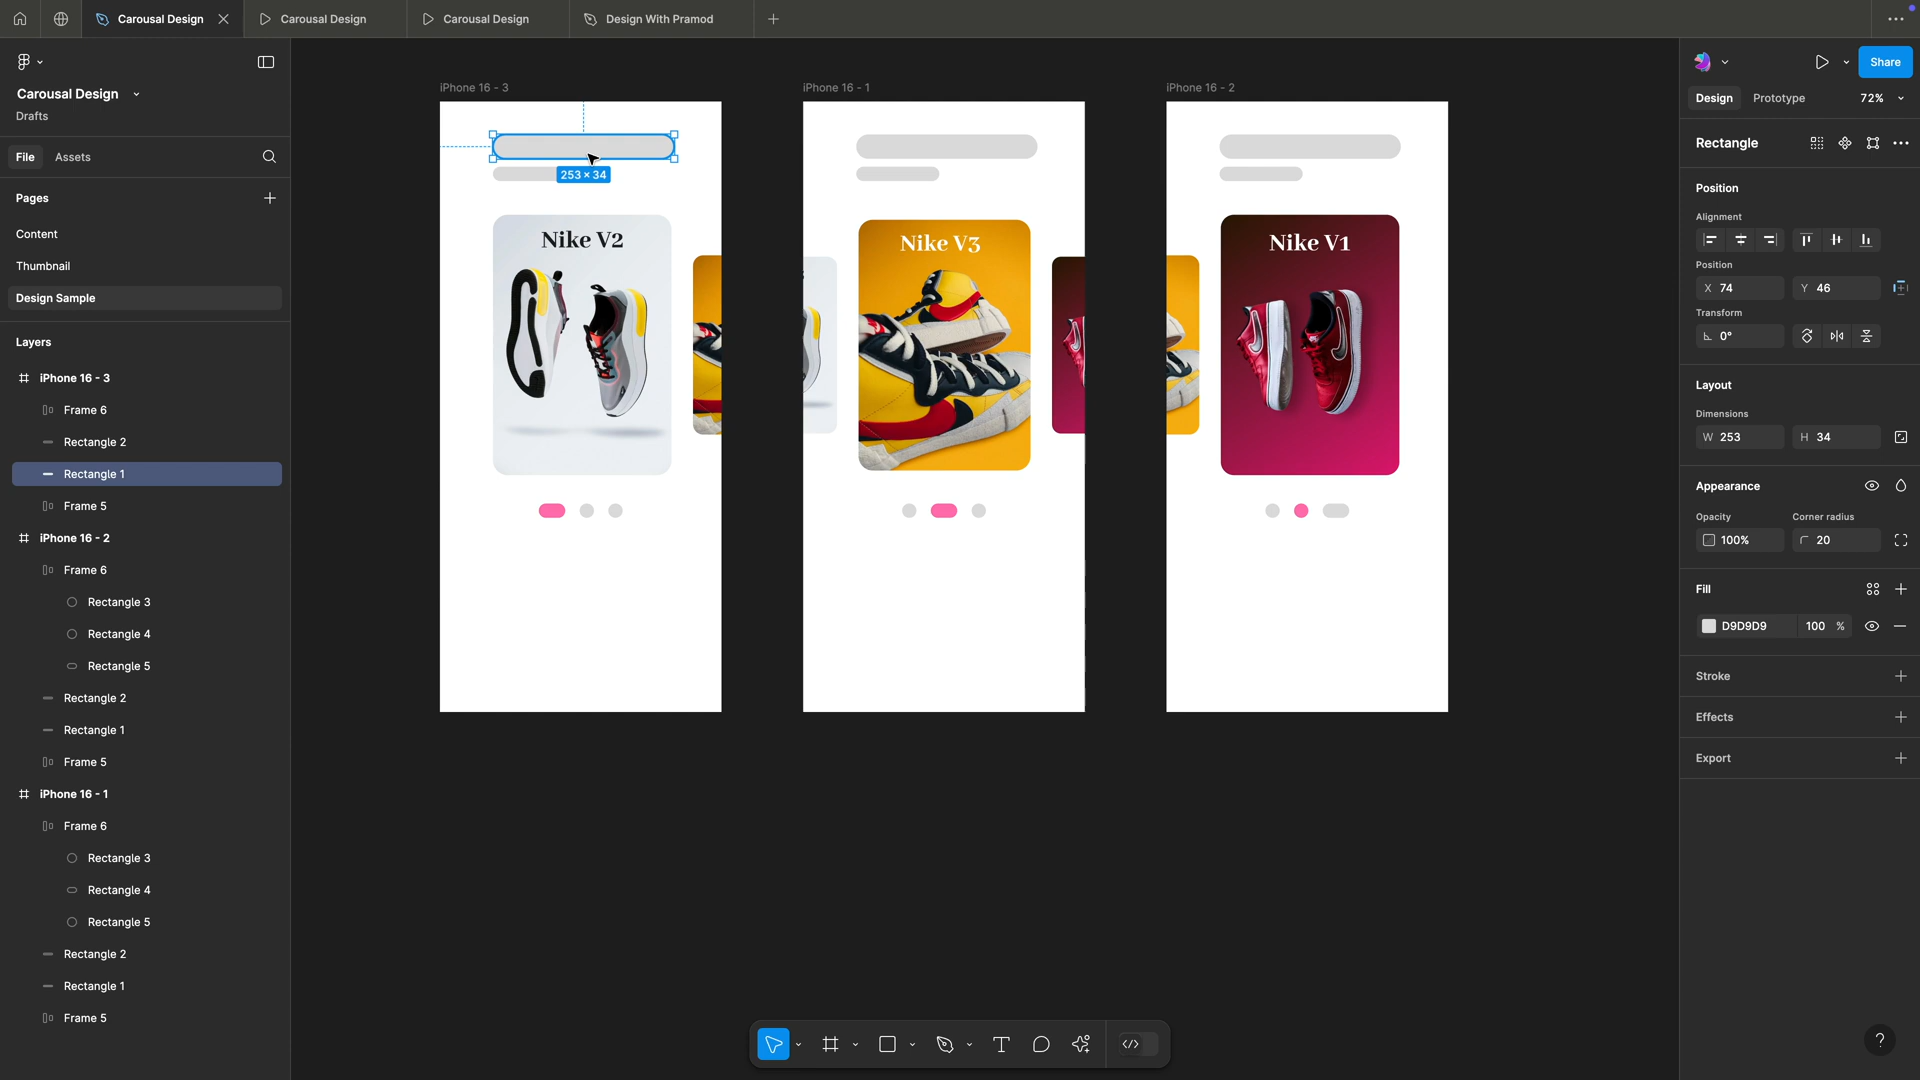 Carousal Design
Carousal Design
Carousal Design
Design With Pramod
Carousal Design
Drafts
File
Assets
Pages
Content
Thumbnail
Design Sample
Layers
iPhone 16 - 3
Frame 6
Rectangle 2
Rectangle 1
Frame 5
iPhone 16 - 2
Frame 6
Rectangle 3
Rectangle 4
Rectangle 5
Rectangle 2
Rectangle 1
Frame 5
iPhone 16 - 1
Frame 6
Rectangle 3
Rectangle 4
Rectangle 5
Rectangle 2
Rectangle 1
Frame 5
iPhone 16 - 3
253 × 34
Nike V2
iPhone 16 - 1
Nike V3
iPhone 16 - 2
Nike V1
Share
Design
Prototype
72%
Rectangle
Position
Alignment
Position
X 74
Y 46
Transform
0°
Layout
Dimensions
W 253
H 34
Appearance
Opacity
Corner radius
100%
20
Fill
D9D9D9
100 %
Stroke
Effects
Export
?